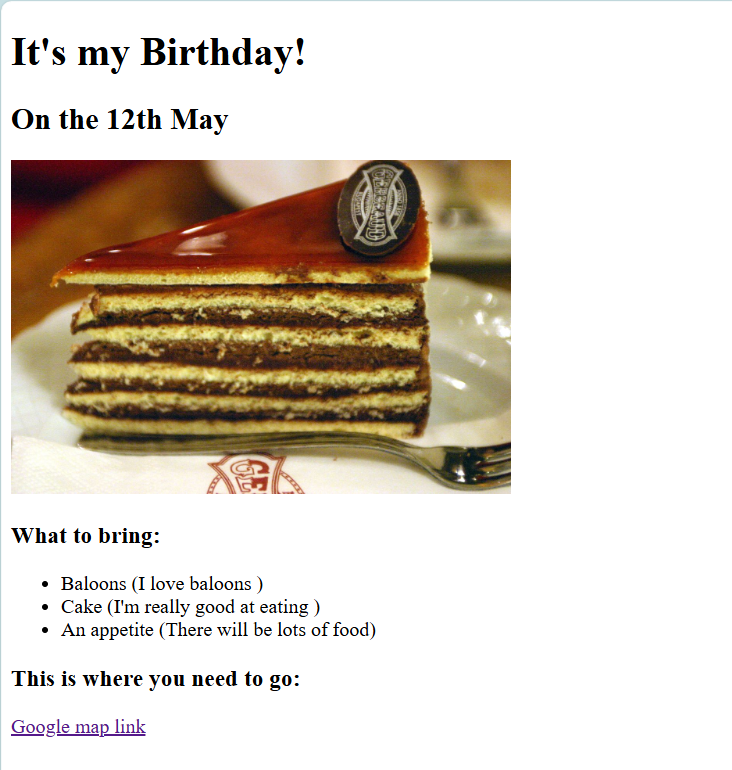 It's my Birthday!
On the 12th May
GERBEAUD
What to bring:
Baloons (I love baloons )
Cake (I'm really good at eating )
An appetite (There will be lots of food)
This is where you need to go:
Google map link